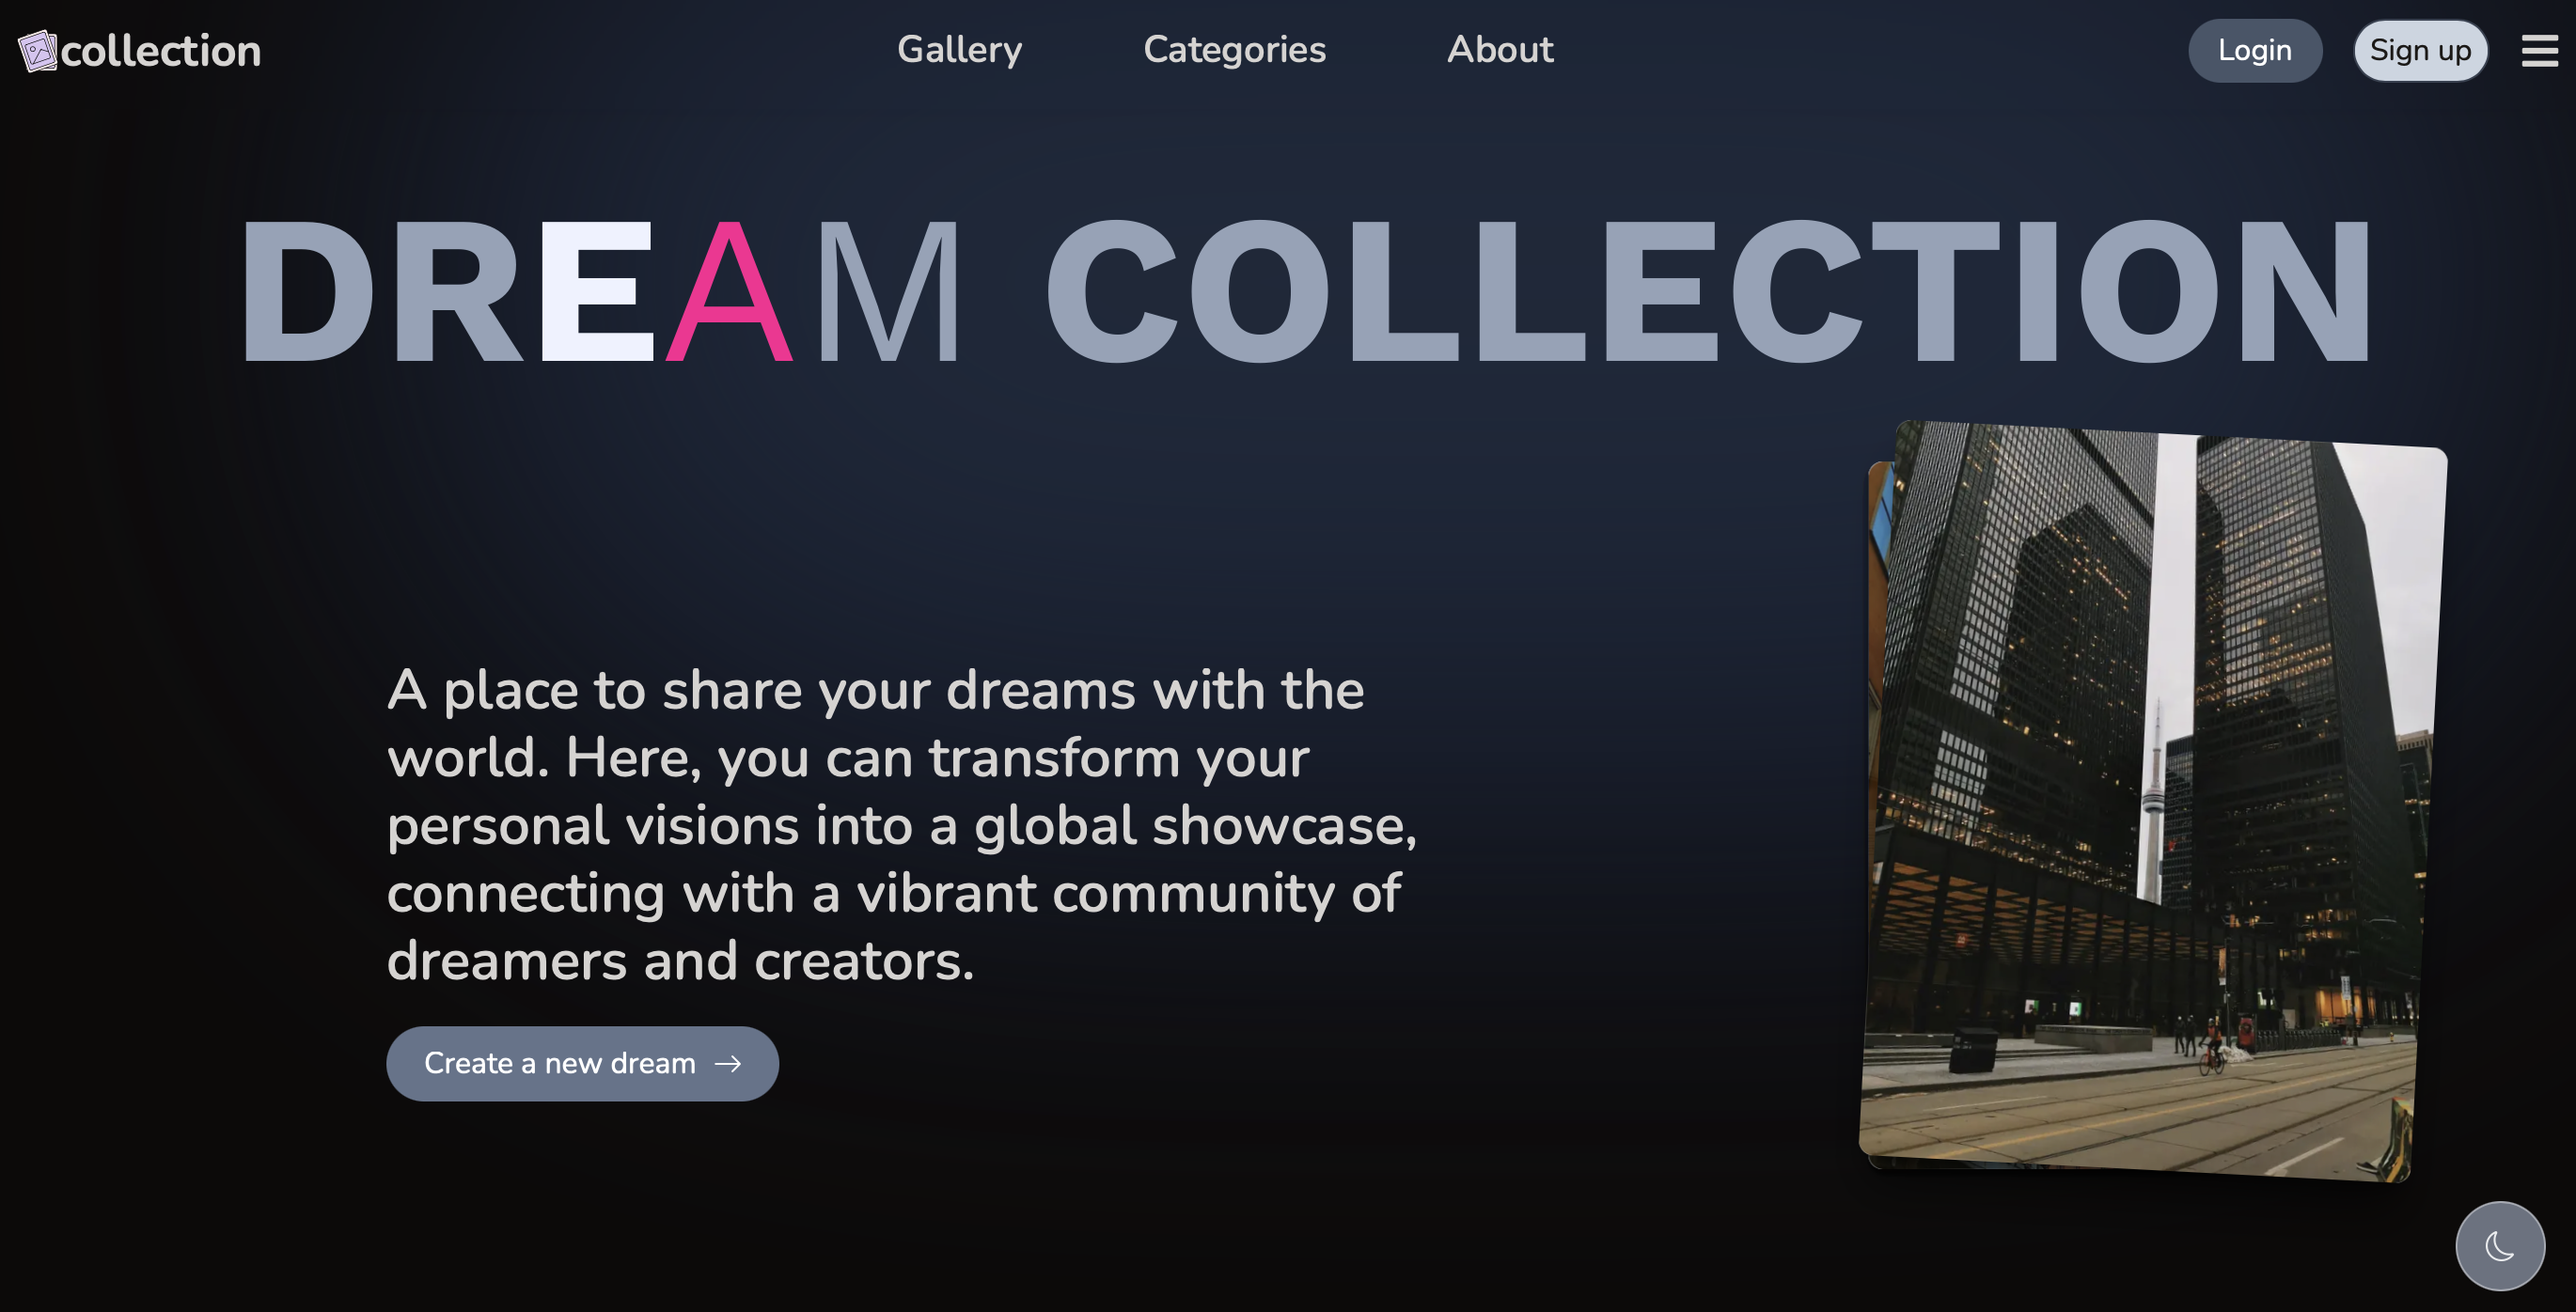 collection
Gallery
Categories
About
Login
Sign up
DREAM COLLECTION
A place to share your dreams with the
world. Here, you can transform your
personal visions into a global showcase,
connecting with a vibrant community of
dreamers and creators.
Create a new dream →